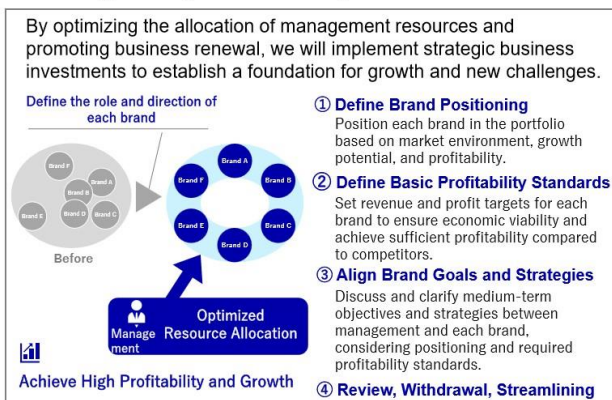 By optimizing the allocation of management resources and
promoting business renewal, we will implement strategic business
investments to establish a foundation for growth and new challenges.
Define the role and direction of
each brand
Brand F
Brand A
Brand B
Brand E
Brand D
Brand C
Before
Brand A
Brand F
Brand B
Brand E
Brand C
Brand D
Manage
ment
Optimized
Resource Allocation
Achieve High Profitability and Growth
① Define Brand Positioning
Position each brand in the portfolio
based on market environment, growth
potential, and profitability.
② Define Basic Profitability Standards
Set revenue and profit targets for each
brand to ensure economic viability and
achieve sufficient profitability compared
to competitors.
③ Align Brand Goals and Strategies
Discuss and clarify medium-term
objectives and strategies between
management and each brand,
considering positioning and required
profitability standards.
④ Review, Withdrawal, Streamlining